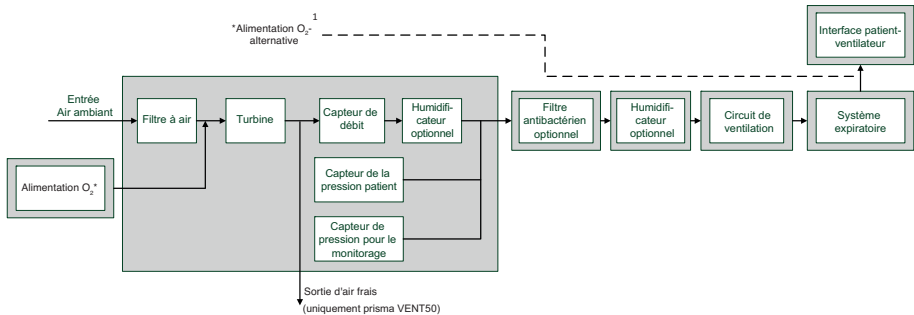 *Alimentation O₂-¹
alternative
Interface patient-
ventilateur
Entrée
Air ambiant
Filtre à air
Turbine
Capteur de
débit
Humidifi-
cateur
optionnel
Filtre
antibactérien
optionnel
Humidif-
icateur
optionnel
Circuit de
ventilation
Système
expiratoire
Alimentation O₂*
Capteur de la
pression patient
Capteur de
pression pour le
monitorage
Sortie d'air frais
(uniquement prisma VENT50)